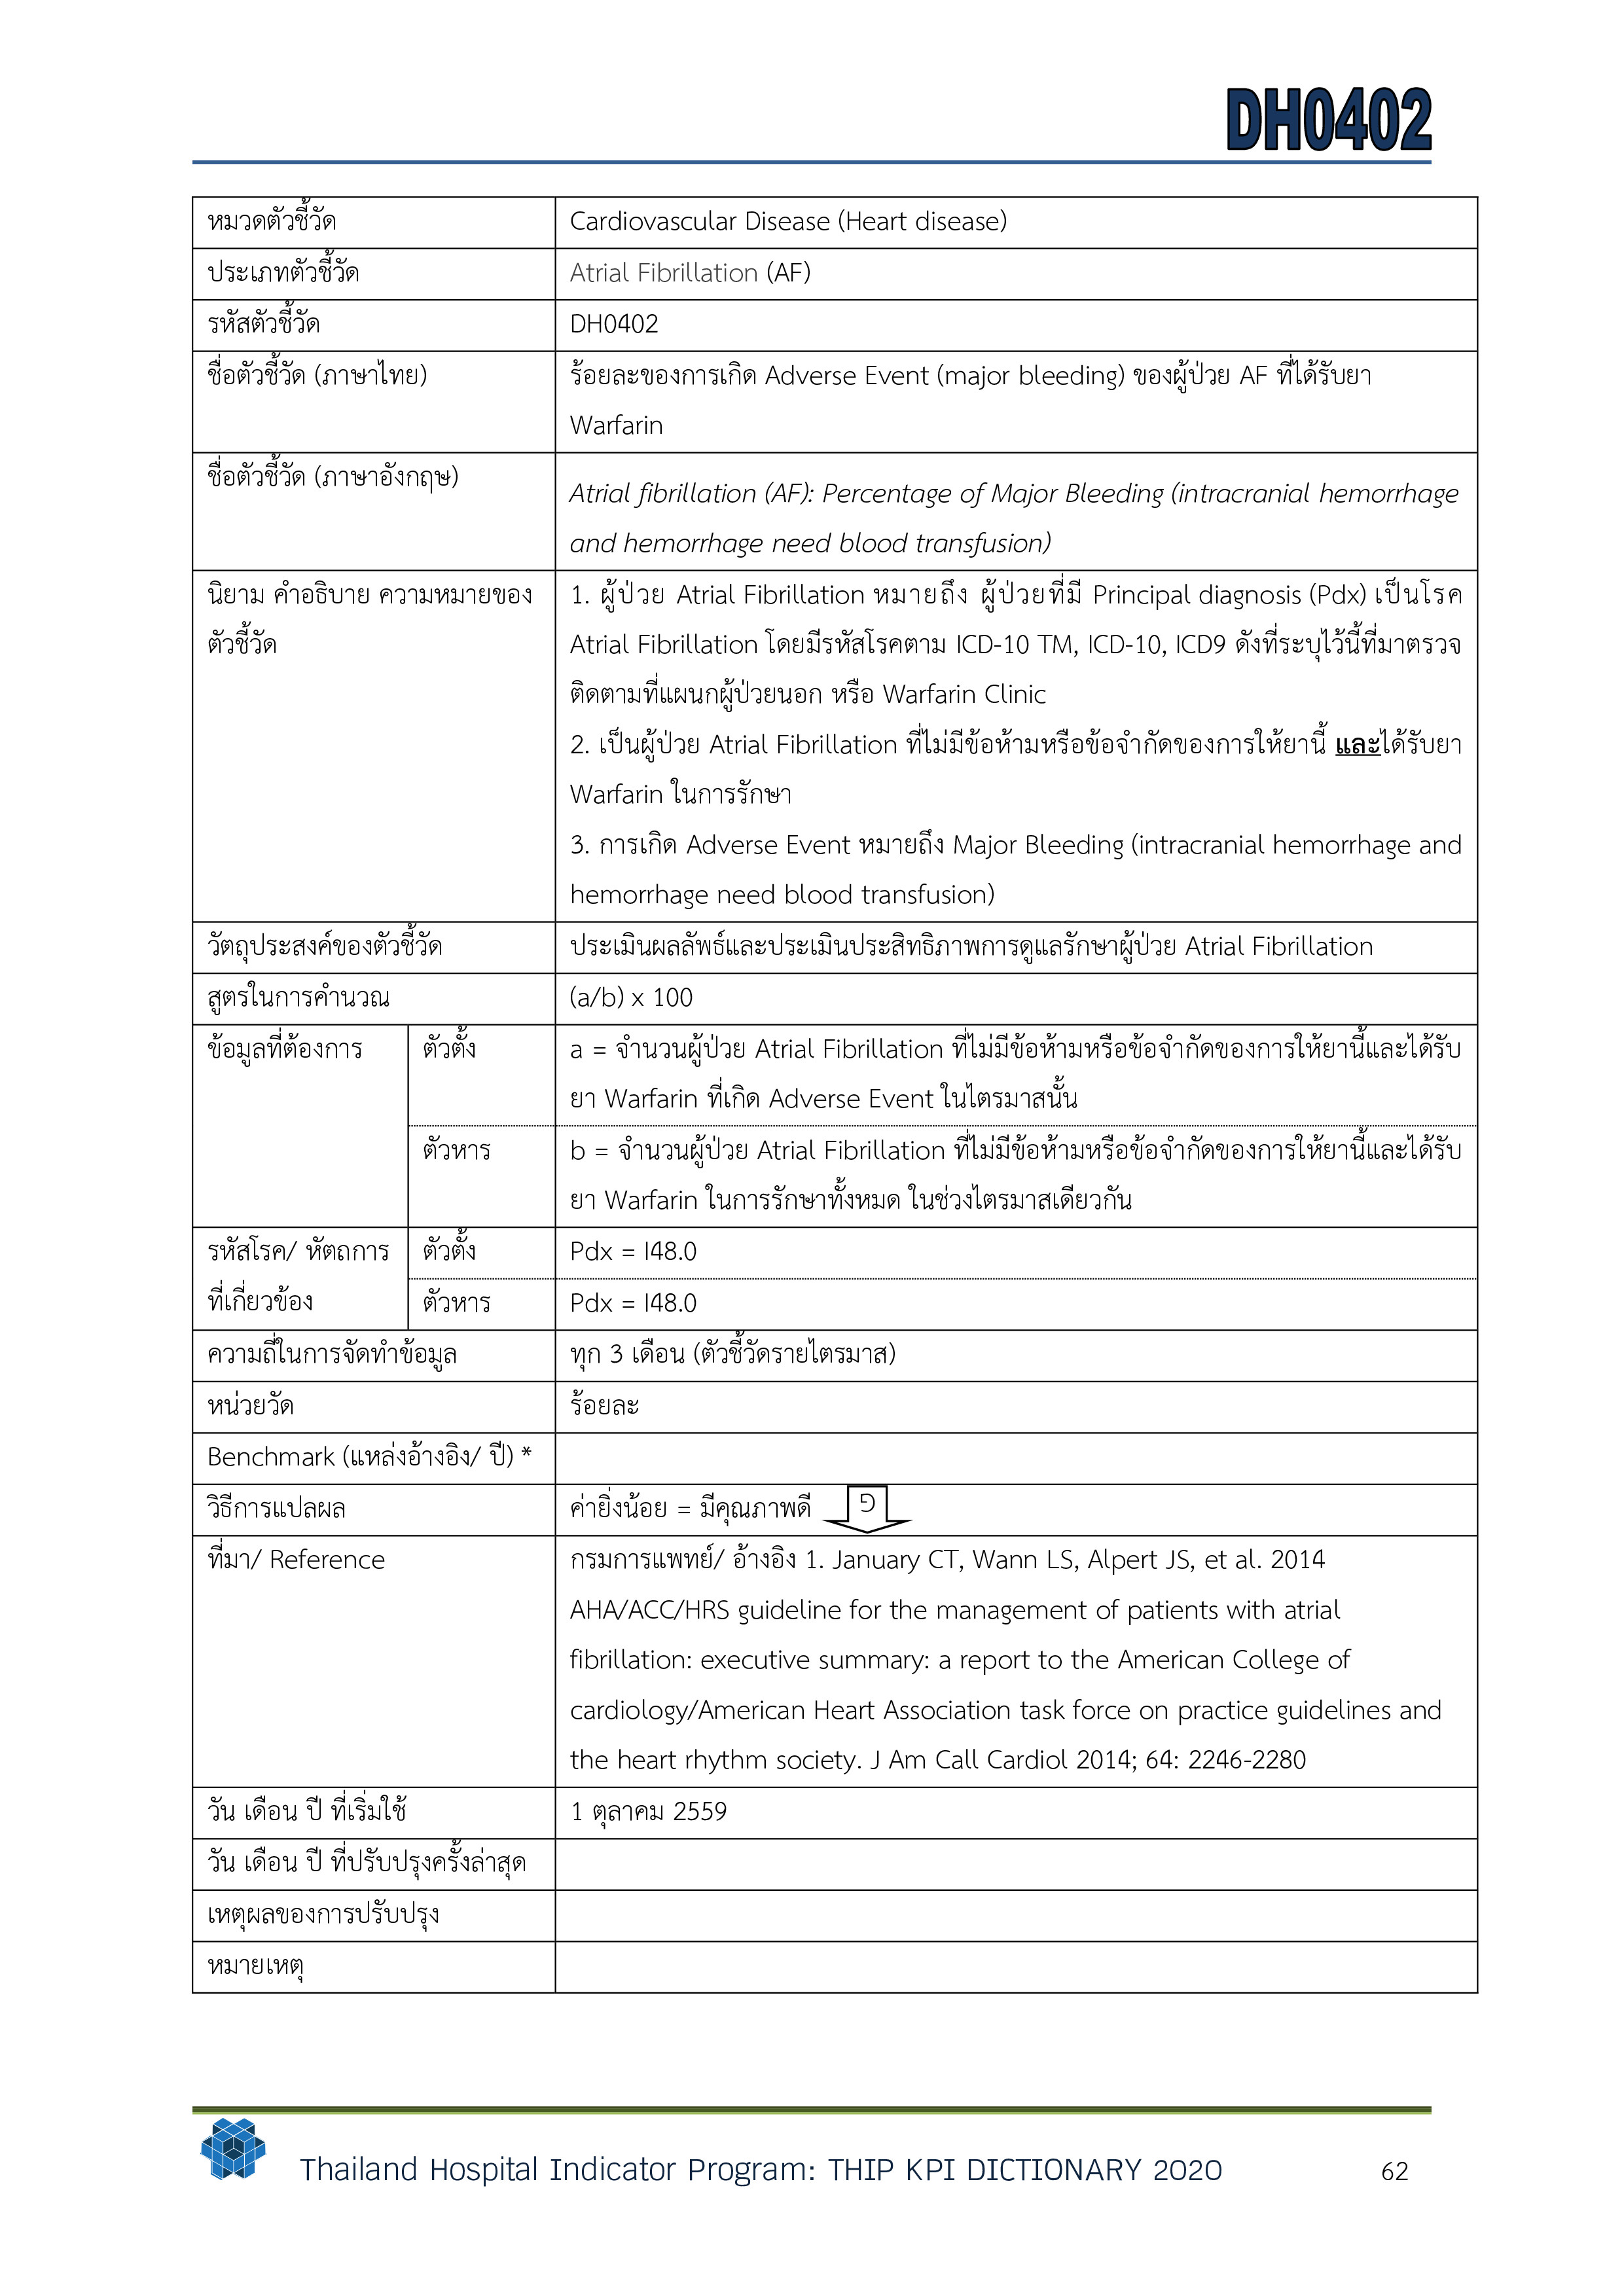 DH0402
หมวดตัวชี้วัด
Cardiovascular Disease (Heart disease)
ประเภทตัวชี้วัด
Atrial Fibrillation (AF)
รหัสตัวชี้วัด
DH0402
ชื่อตัวชี้วัด (ภาษาไทย)
ร้อยละของการเกิด Adverse Event (major bleeding) ของผู้ป่วย AF ที่ได้รับยา
Warfarin
ชื่อตัวชี้วัด (ภาษาอังกฤษ)
Atrial fibrillation (AF): Percentage of Major Bleeding (intracranial hemorrhage
and hemorrhage need blood transfusion)
นิยาม คำอธิบาย ความหมายของ
ตัวชี้วัด
1. ผู้ป่วย Atrial Fibrillation หมายถึง ผู้ป่วยที่มี Principal diagnosis (Pdx) เป็นโรค
Atrial Fibrillation โดยมีรหัสโรคตาม ICD-10 TM, ICD-10, ICD9 ดังที่ระบุไว้นี้ที่มาตรวจ
ติดตามที่แผนกผู้ป่วยนอก หรือ Warfarin Clinic
2. เป็นผู้ป่วย Atrial Fibrillation ที่ไม่มีข้อห้ามหรือข้อจำกัดของการให้ยานี้ และได้รับยา
Warfarin ในการรักษา
3. การเกิด Adverse Event หมายถึง Major Bleeding (intracranial hemorrhage and
hemorrhage need blood transfusion)
วัตถุประสงค์ของตัวชี้วัด
ประเมินผลลัพธ์และประเมินประสิทธิภาพการดูแลรักษาผู้ป่วย Atrial Fibrillation
สูตรในการคำนวณ
(a/b) x 100
ข้อมูลที่ต้องการ
ตัวตั้ง
a = จำนวนผู้ป่วย Atrial Fibrillation ที่ไม่มีข้อห้ามหรือข้อจำกัดของการให้ยานี้และได้รับ
ยา Warfarin ที่เกิด Adverse Event ในไตรมาสนั้น
ตัวหาร
b = จำนวนผู้ป่วย Atrial Fibrillation ที่ไม่มีข้อห้ามหรือข้อจำกัดของการให้ยานี้และได้รับ
ยา Warfarin ในการรักษาทั้งหมด ในช่วงไตรมาสเดียวกัน
รหัสโรค/ หัตถการ
ที่เกี่ยวข้อง
ตัวตั้ง
Pdx = I48.0
ตัวหาร
Pdx = I48.0
ความถี่ในการจัดทำข้อมูล
ทุก 3 เดือน (ตัวชี้วัดรายไตรมาส)
หน่วยวัด
ร้อยละ
Benchmark (แหล่งอ้างอิง/ ปี) *
วิธีการแปลผล
ค่ายิ่งน้อย = มีคุณภาพดี
ที่มา/ Reference
กรมการแพทย์/ อ้างอิง 1. January CT, Wann LS, Alpert JS, et al. 2014
AHA/ACC/HRS guideline for the management of patients with atrial
fibrillation: executive summary: a report to the American College of
cardiology/American Heart Association task force on practice guidelines and
the heart rhythm society. J Am Call Cardiol 2014; 64: 2246-2280
วัน เดือน ปี ที่เริ่มใช้
1 ตุลาคม 2559
วัน เดือน ปี ที่ปรับปรุงครั้งล่าสุด
เหตุผลของการปรับปรุง
หมายเหตุ
Thailand Hospital Indicator Program: THIP KPI DICTIONARY 2020
62